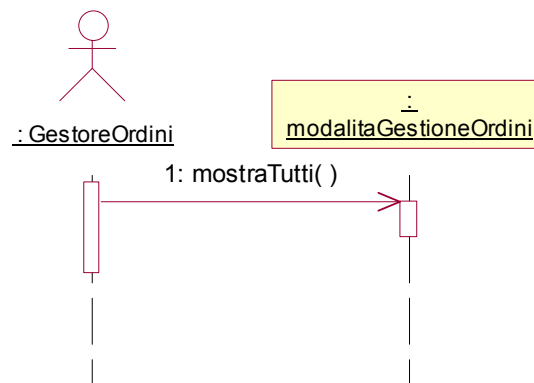 : GestoreOrdini
:
modalitaGestioneOrdini
1: mostraTutti( )